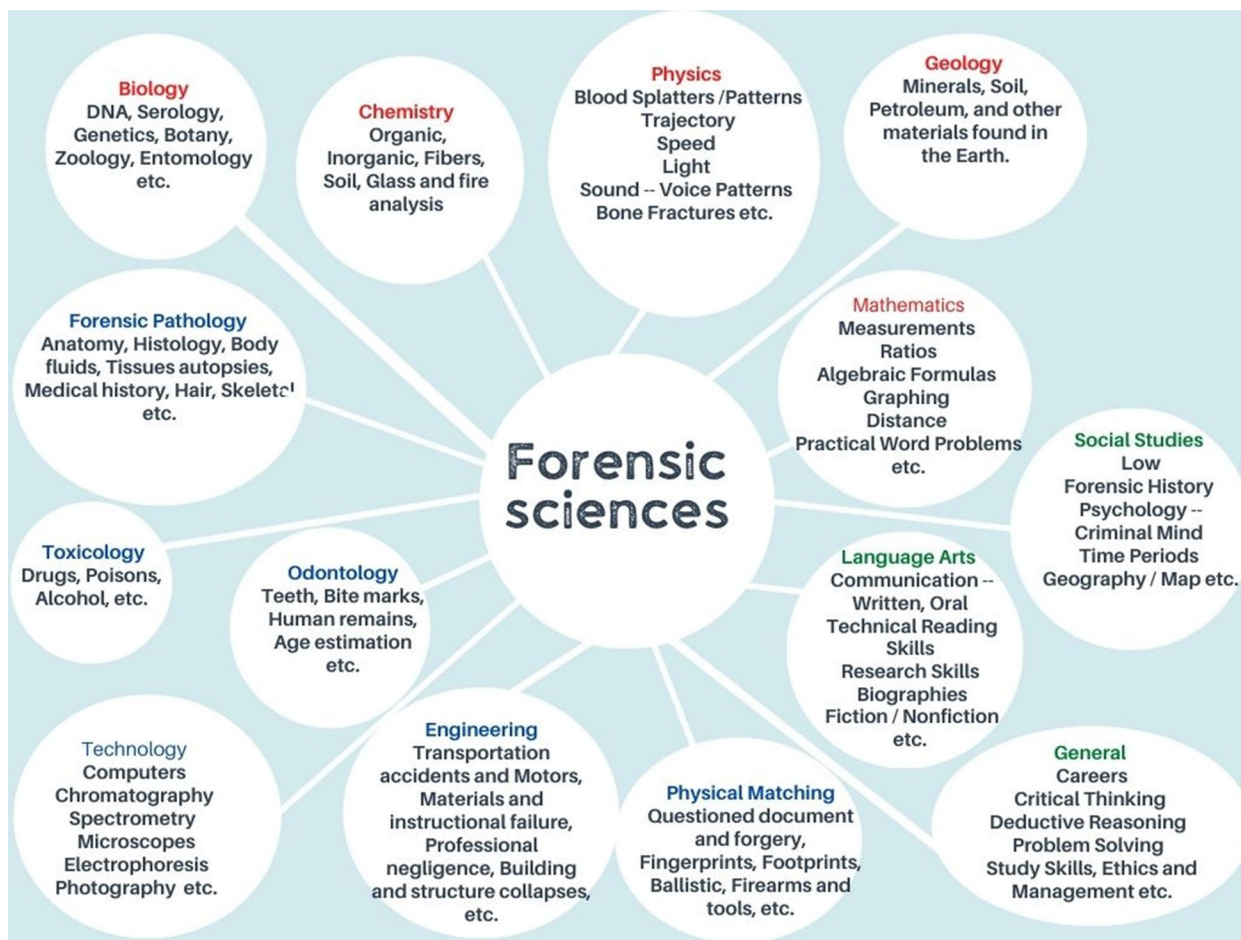 Biology
DNA, Serology,
Genetics, Botany,
Zoology, Entomology
etc.
Chemistry
Organic,
Inorganic, Fibers,
Soil, Glass and fire
analysis
Physics
Blood Splatters /Patterns
Trajectory
Speed
Light
Sound -- Voice Patterns
Bone Fractures etc.
Geology
Minerals, Soil,
Petroleum, and other
materials found in
the Earth.
Forensic Pathology
Anatomy, Histology, Body
fluids, Tissues autopsies,
Medical history, Hair, Skeletal
etc.
Mathematics
Measurements
Ratios
Algebraic Formulas
Graphing
Distance
Practical Word Problems
etc.
Forensic
sciences
Social Studies
Low
Forensic History
Psychology --
Criminal Mind
Time Periods
Geography / Map etc.
Toxicology
Drugs, Poisons,
Alcohol, etc.
Odontology
Teeth, Bite marks,
Human remains,
Age estimation
etc.
Language Arts
Communication --
Written, Oral
Technical Reading
Skills
Research Skills
Biographies
Fiction / Nonfiction
etc.
Technology
Computers
Chromatography
Spectrometry
Microscopes
Electrophoresis
Photography etc.
Engineering
Transportation
accidents and Motors,
Materials and
instructional failure,
Professional
negligence, Building
and structure collapses,
etc.
Physical Matching
Questioned document
and forgery,
Fingerprints, Footprints,
Ballistic, Firearms and
tools, etc.
General
Careers
Critical Thinking
Deductive Reasoning
Problem Solving
Study Skills, Ethics and
Management etc.